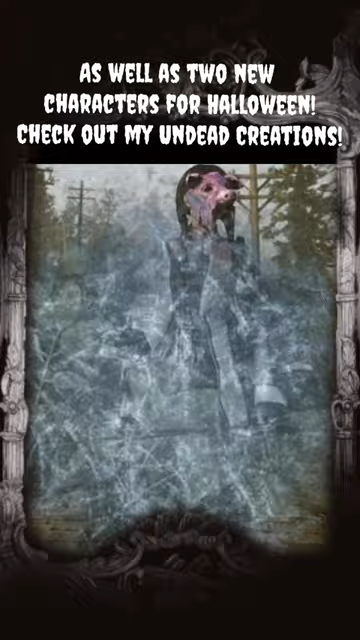 AS WELL AS TWO NEW
CHARACTERS FOR HALLOWEEN!
CHECK OUT MY UNDEAD CREATIONS!